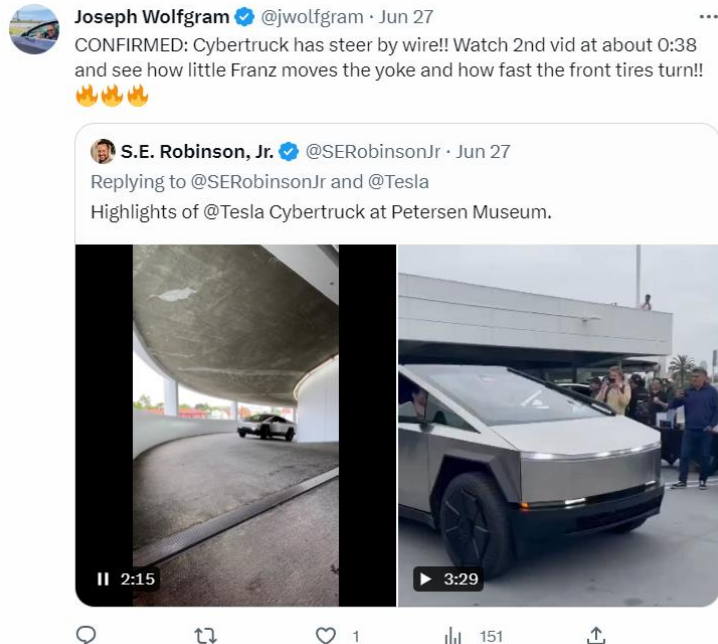 Joseph Wolfgram @jwolfgram · Jun 27
CONFIRMED: Cybertruck has steer by wire!! Watch 2nd vid at about 0:38
and see how little Franz moves the yoke and how fast the front tires turn!!
🔥🔥🔥
S.E. Robinson, Jr. @SERobinsonJr · Jun 27
Replying to @SERobinsonJr and @Tesla
Highlights of @Tesla Cybertruck at Petersen Museum.
2:15
3:29
1
151